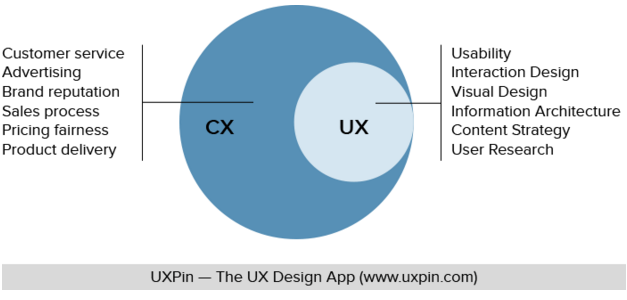 Customer service
Advertising
Brand reputation
Sales process
Pricing fairness
Product delivery
CX
UX
Usability
Interaction Design
Visual Design
Information Architecture
Content Strategy
User Research
UXPin — The UX Design App (www.uxpin.com)